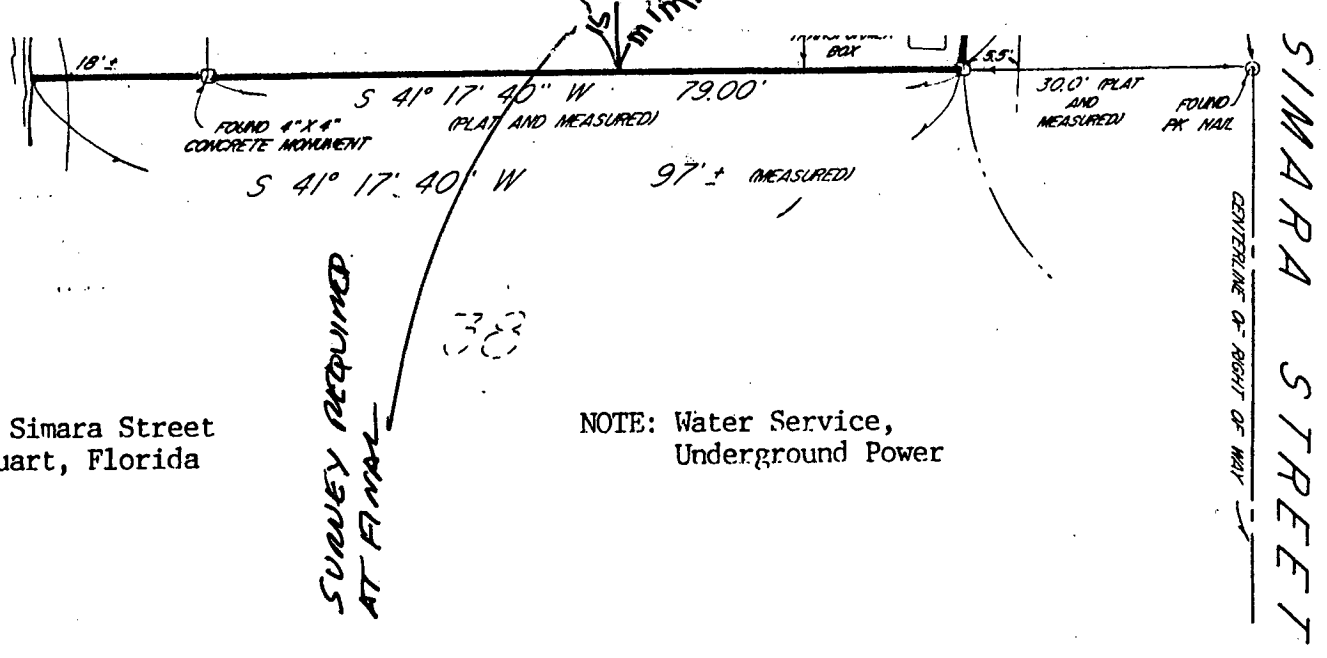 15
BOX
18'±
5.5'
S 41° 17' 40" W 79.00'
(PLAT AND MEASURED)
30.0' (PLAT
AND
MEASURED)
FOUND
PK NAIL
FOUND 4"X4"
CONCRETE MONUMENT
S 41° 17' 40" W 97'± (MEASURED)
SIMARA STREET
CENTERLINE OF RIGHT OF WAY
38
SURVEY REQUIRED
AT FINAL
Simara Street
uart, Florida
NOTE: Water Service,
Underground Power